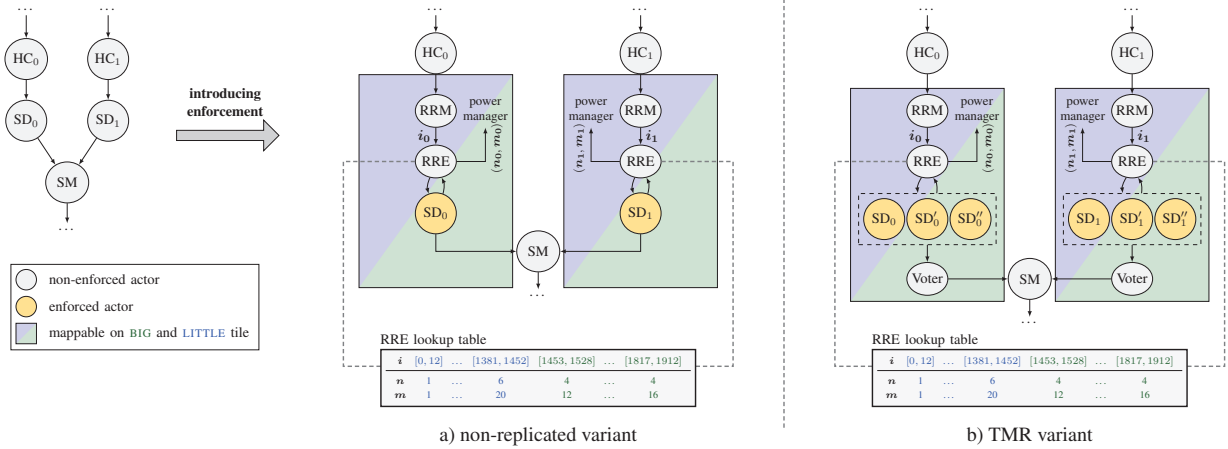 ... ...
HC₀ HC₁
SD₀ SD₁
SM
...
introducing
enforcement
non-enforced actor
enforced actor
mappable on BIG and LITTLE tile
... ...
HC₀ HC₁
RRM power manager power manager RRM
i₀ i₁
RRE (n₀, m₀) (n₁, m₁) RRE
SD₀ SD₁
SM
...
RRE lookup table
i [0, 12] ... [1381, 1452] [1453, 1528] ... [1817, 1912]
n 1 ... 6 4 ... 4
m 1 ... 20 12 ... 16
a) non-replicated variant
... ...
HC₀ HC₁
RRM power manager power manager RRM
i₀ i₁
RRE (n₀, m₀) (n₁, m₁) RRE
SD₀ SD′₀ SD″₀ SD₁ SD′₁ SD″₁
Voter SM Voter
...
RRE lookup table
i [0, 12] ... [1381, 1452] [1453, 1528] ... [1817, 1912]
n 1 ... 6 4 ... 4
m 1 ... 20 12 ... 16
b) TMR variant